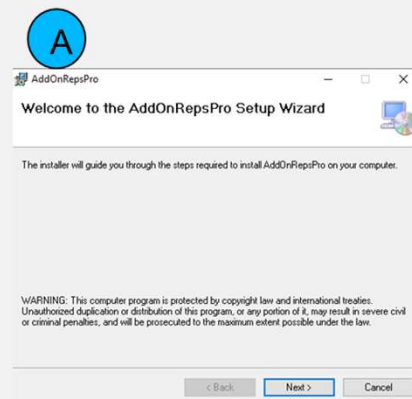 A
AddOnRepsPro
Welcome to the AddOnRepsPro Setup Wizard
The installer will guide you through the steps required to install AddOnRepsPro on your computer.
WARNING: This computer program is protected by copyright law and international treaties.
Unauthorized duplication or distribution of this program, or any portion of it, may result in severe civil
or criminal penalties, and will be prosecuted to the maximum extent possible under the law.
< Back
Next >
Cancel